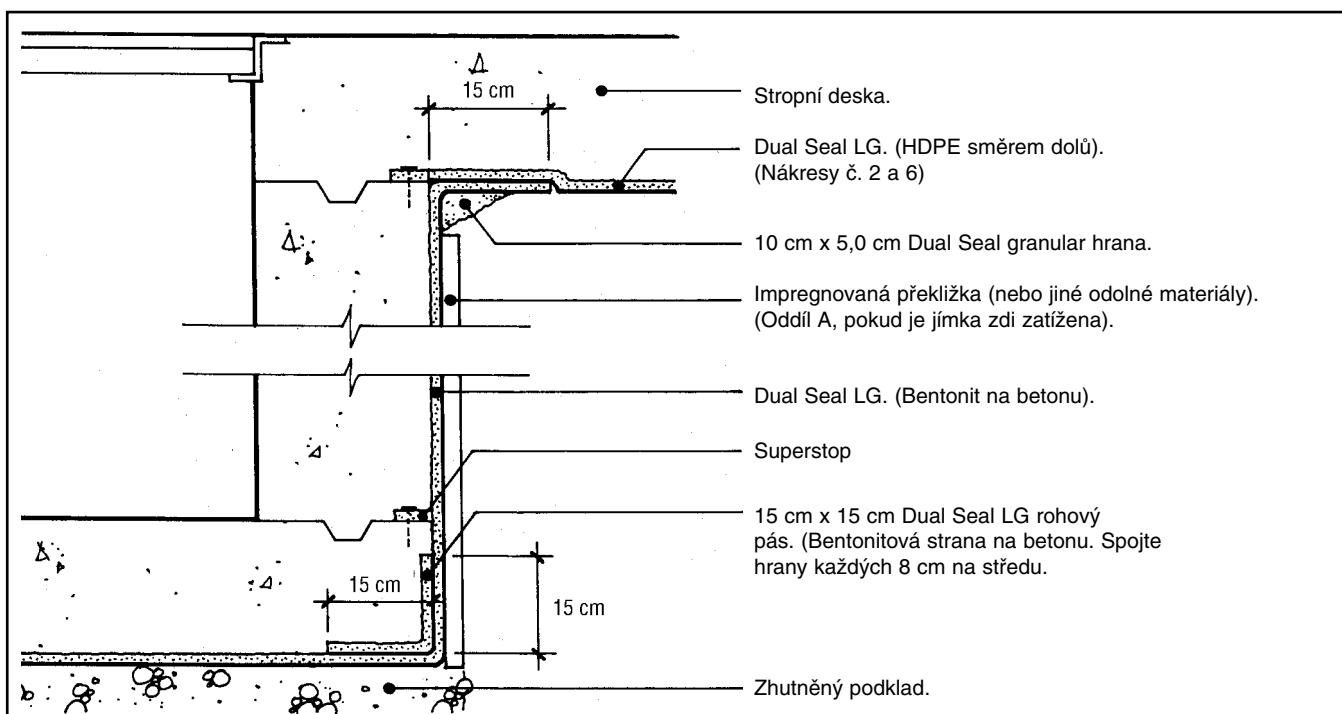 15 cm
Stropní deska.
Dual Seal LG. (HDPE směrem dolů).
(Nákresy č. 2 a 6)
10 cm x 5,0 cm Dual Seal granular hrana.
Impregnovaná překližka (nebo jiné odolné materiály).
(Oddíl A, pokud je jímka zdi zatížena).
Dual Seal LG. (Bentonit na betonu).
Superstop
15 cm x 15 cm Dual Seal LG rohový
pás. (Bentonitová strana na betonu. Spojte
hrany každých 8 cm na středu.
15 cm
15 cm
Zhutněný podklad.